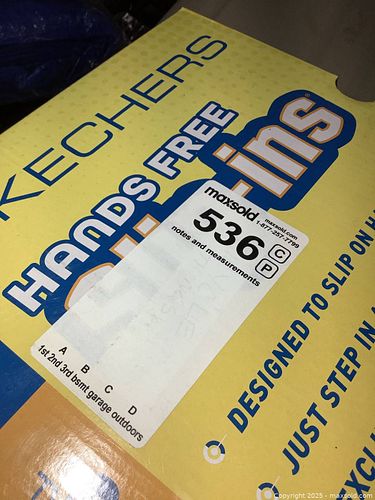 KECHERS
HANDS FREE
-ins
maxsold maxsold.com
1-877-257-7799
536 C
P
notes and measurements
A B C D
1st 2nd 3rd bsmt garage outdoors
DESIGNED TO SLIP ON H
JUST STEP IN A
EXCL
Copyright 2025 - maxsold.com